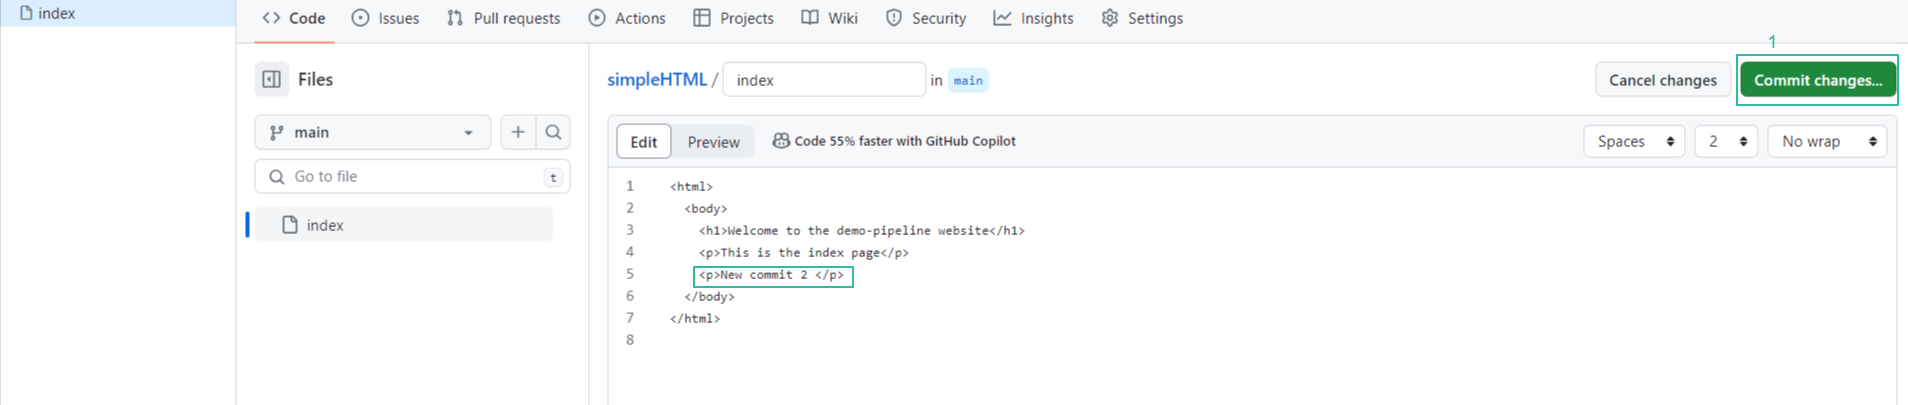 index
Code Issues Pull requests Actions Projects Wiki Security Insights Settings
1
Files
simpleHTML / index in main Cancel changes Commit changes...
main
Edit Preview Code 55% faster with GitHub Copilot Spaces 2 No wrap
Go to file t
index
1 <html>
2 <body>
3 <h1>Welcome to the demo-pipeline website</h1>
4 <p>This is the index page</p>
5 <p>New commit 2 </p>
6 </body>
7 </html>
8